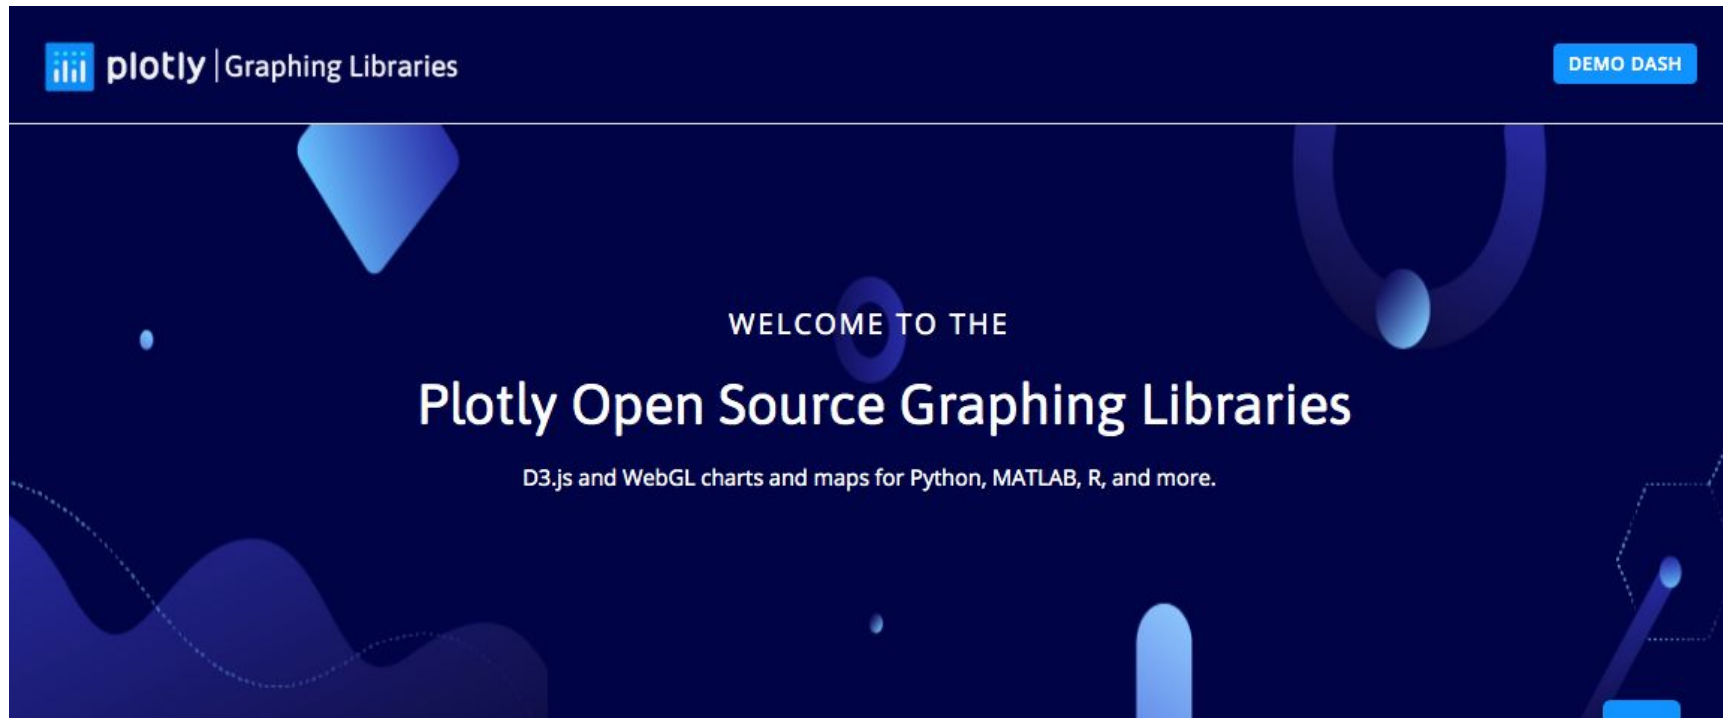 plotly | Graphing Libraries
DEMO DASH
WELCOME TO THE
Plotly Open Source Graphing Libraries
D3.js and WebGL charts and maps for Python, MATLAB, R, and more.